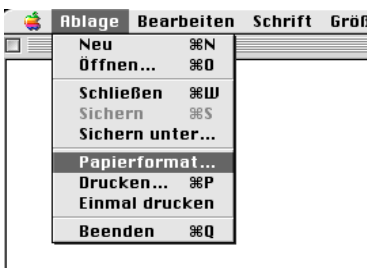 Ablage Bearbeiten Schrift Größ
Neu ⌘N
Öffnen... ⌘O
Schließen ⌘W
Sichern ⌘S
Sichern unter...
Papierformat...
Drucken... ⌘P
Einmal drucken
Beenden ⌘Q